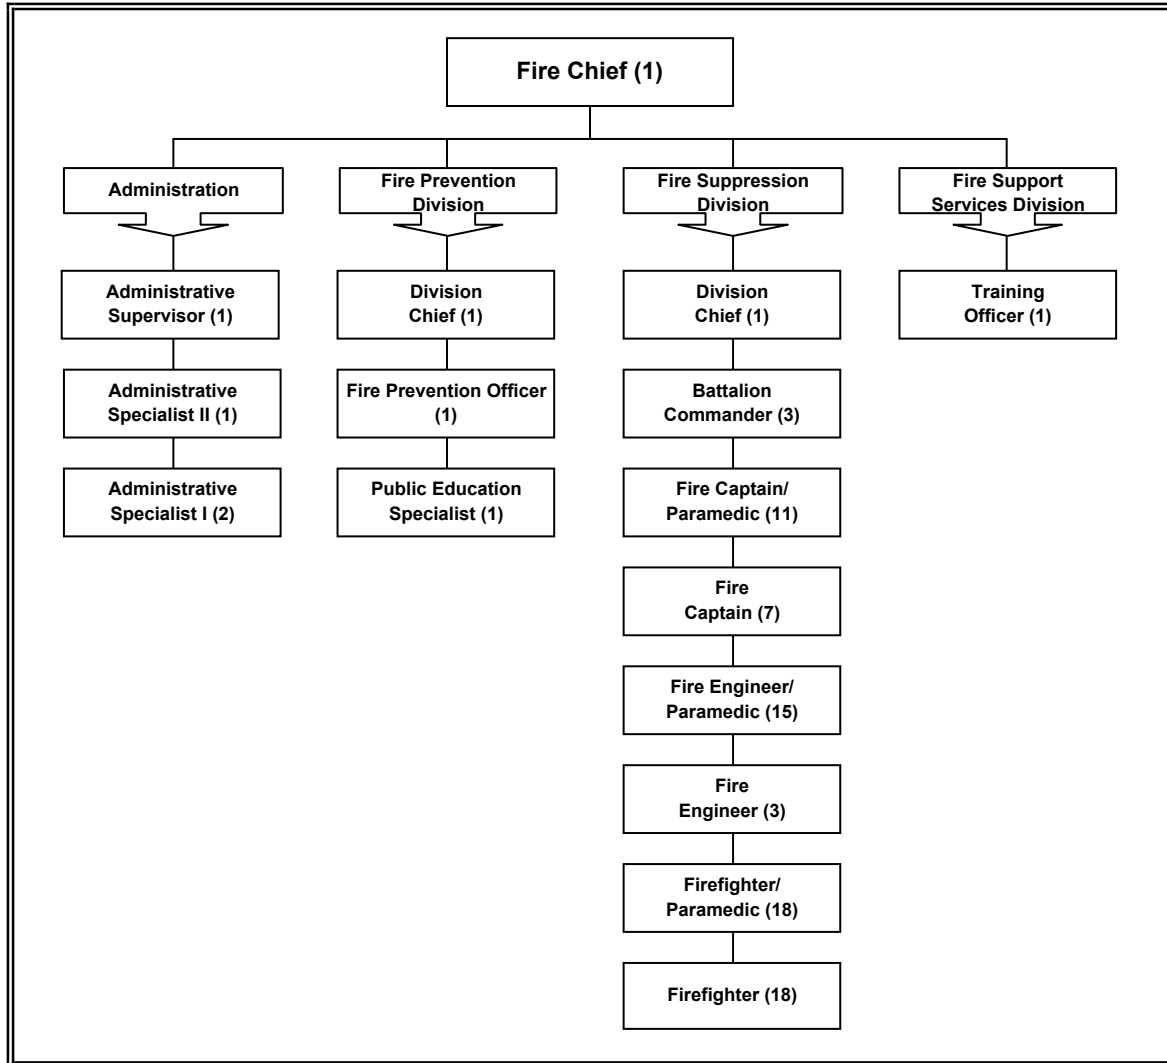 Fire Chief (1)
Administration
Administrative
Supervisor (1)
Administrative
Specialist II (1)
Administrative
Specialist I (2)
Fire Prevention
Division
Division
Chief (1)
Fire Prevention Officer
(1)
Public Education
Specialist (1)
Fire Suppression
Division
Division
Chief (1)
Battalion
Commander (3)
Fire Captain/
Paramedic (11)
Fire
Captain (7)
Fire Engineer/
Paramedic (15)
Fire
Engineer (3)
Firefighter/
Paramedic (18)
Firefighter (18)
Fire Support
Services Division
Training
Officer (1)